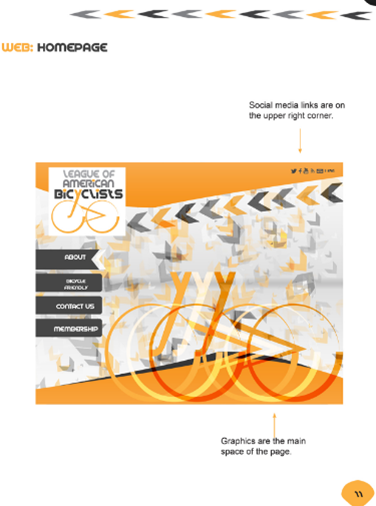 WEB: HOMEPAGE
Social media links are on
the upper right corner.
LEAGUE OF
AMERICAN
BICYCLISTS
ABOUT
BICYCLE
FRIENDLY
CONTACT US
MEMBERSHIP
Graphics are the main
space of the page.
11